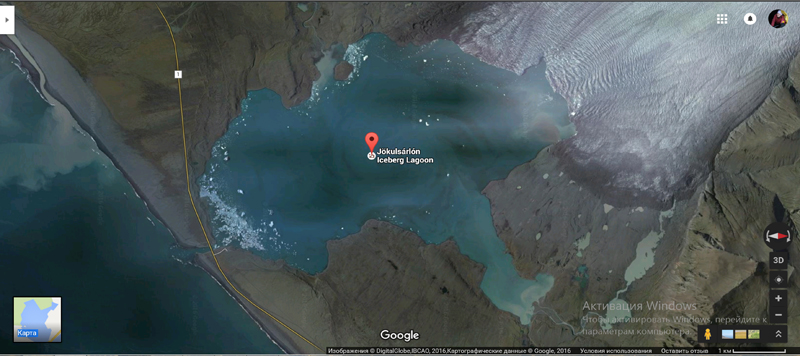 1
Jökulsárlón
Iceberg Lagoon
3D
Карта
Google
Активация Windows
Чтобы активировать Windows, перейдите к
параметрам компьютера.
Изображения © DigitalGlobe,IBCAO, 2016,Картографические данные © Google, 2016 Условия использования Оставить отзыв 1 км